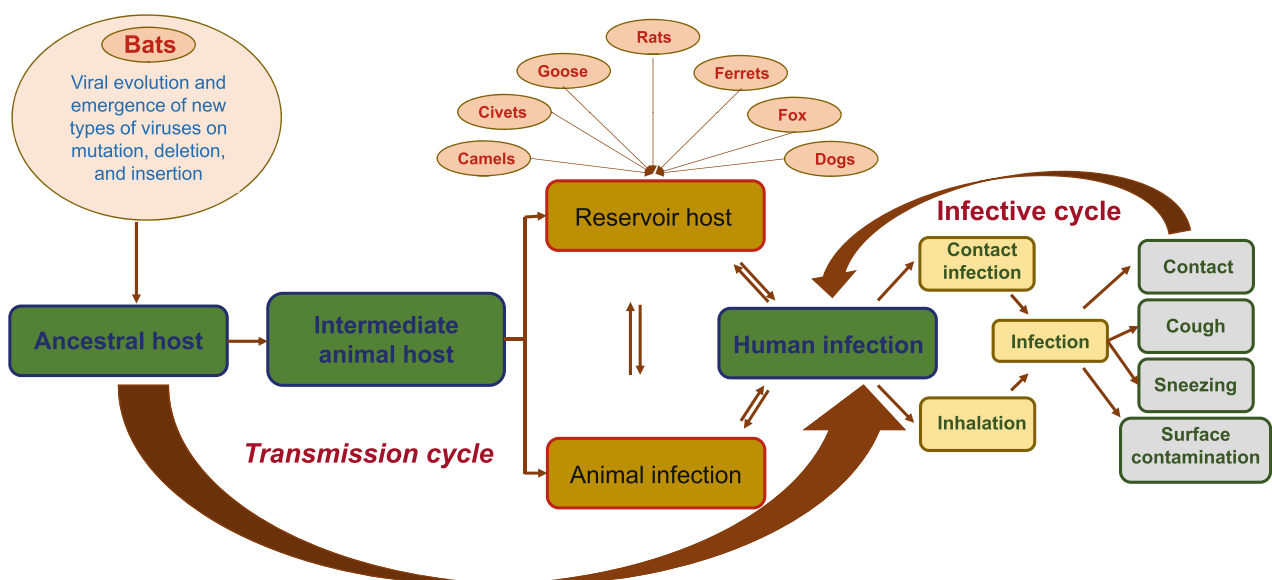 Bats
Viral evolution and
emergence of new
types of viruses on
mutation, deletion,
and insertion
Rats
Goose
Ferrets
Civets
Fox
Camels
Dogs
Reservoir host
Infective cycle
Contact
infection
Contact
Ancestral host
Intermediate
animal host
Human infection
Infection
Cough
Sneezing
Inhalation
Surface
contamination
Transmission cycle
Animal infection